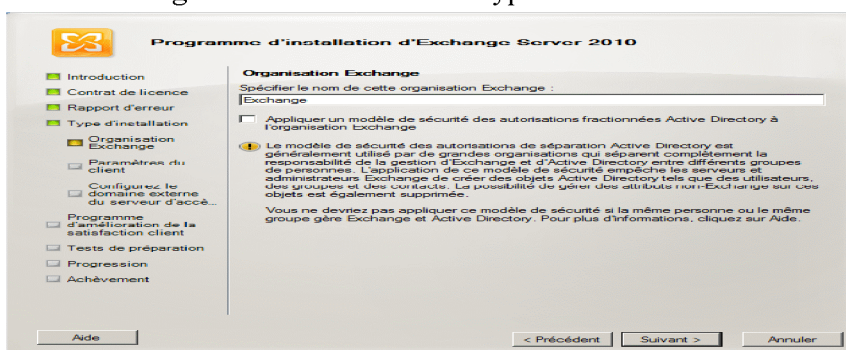 Programme d'installation d'Exchange Server 2010
Introduction
Contrat de licence
Rapport d'erreur
Type d'installation
Organisation
Exchange
Paramètres du
client
Configurez le
domaine externe
du serveur d'accè...
Programme
d'amélioration de la
satisfaction client
Tests de préparation
Progression
Achèvement
Organisation Exchange
Spécifier le nom de cette organisation Exchange :
Exchange
Appliquer un modèle de sécurité des autorisations fractionnées Active Directory à
l'organisation Exchange
Le modèle de sécurité des autorisations de séparation Active Directory est
généralement utilisé par de grandes organisations qui séparent complètement la
responsabilité de la gestion d'Exchange et d'Active Directory entre différents groupes
de personnes. L'application de ce modèle de sécurité empêche les serveurs et
administrateurs Exchange de créer des objets Active Directory tels que des utilisateurs,
des groupes et des contacts. La possibilité de gérer des attributs non-Exchange sur ces
objets est également supprimée.
Vous ne devriez pas appliquer ce modèle de sécurité si la même personne ou le même
groupe gère Exchange et Active Directory. Pour plus d'informations, cliquez sur Aide.
Aide
< Précédent
Suivant >
Annuler